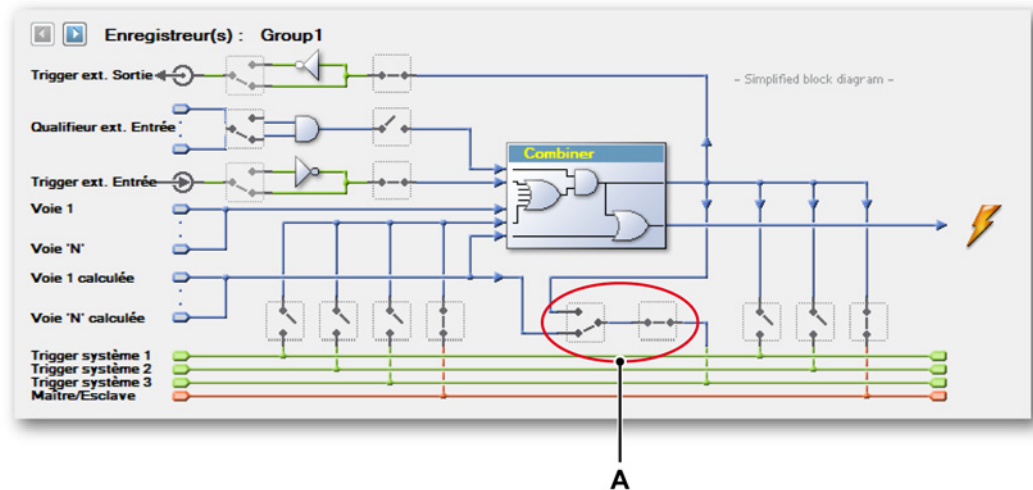 Enregistreur(s) : Group1
Trigger ext. Sortie
- Simplified block diagram -
Qualifieur ext. Entrée
Combiner
Trigger ext. Entrée
Voie 1
Voie 'N'
Voie 1 calculée
Voie 'N' calculée
Trigger système 1
Trigger système 2
Trigger système 3
Maître/Esclave
A